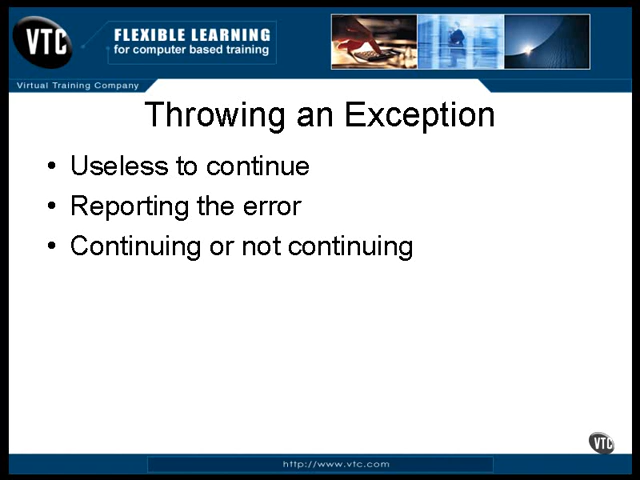 VTC
FLEXIBLE LEARNING
for computer based training
Virtual Training Company
Throwing an Exception
• Useless to continue
• Reporting the error
• Continuing or not continuing
VTC
http://www.vtc.com